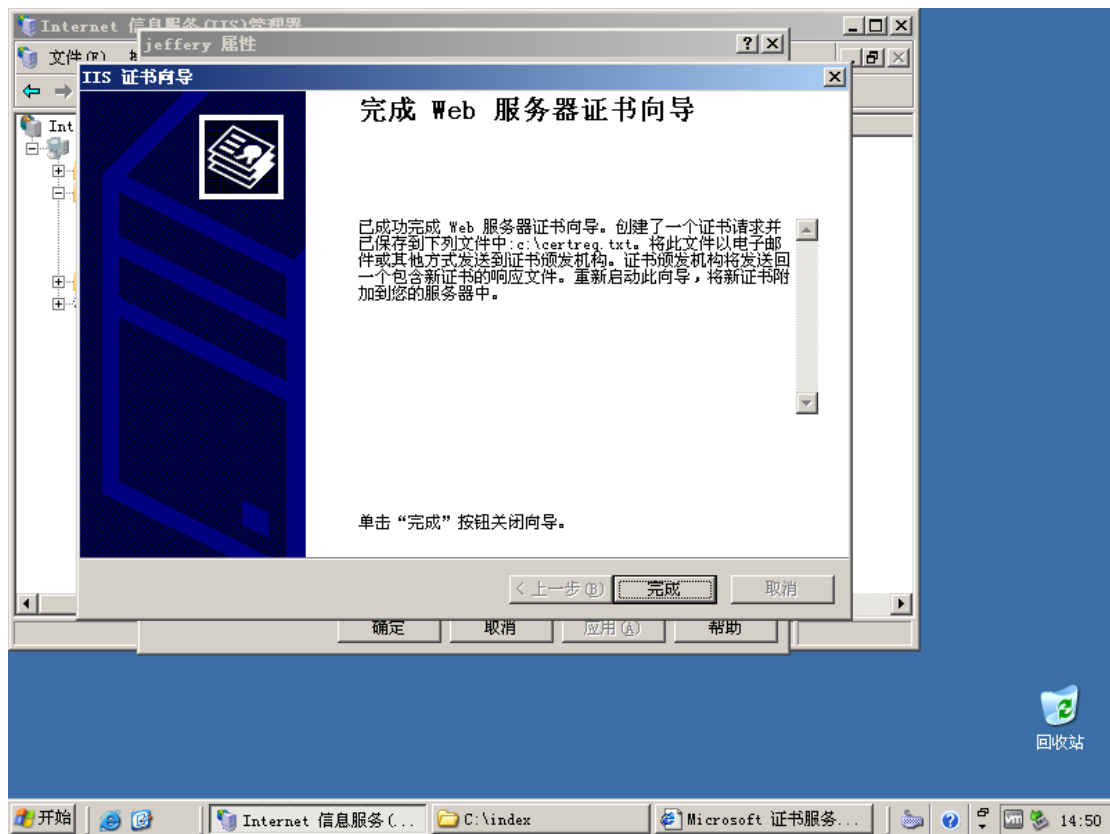 Internet 信息服务(IIS)管理器
jeffery 属性
文件(F)
IIS 证书向导
完成 Web 服务器证书向导
Int
已成功完成 Web 服务器证书向导。创建了一个证书请求并
已保存到下列文件中:c:\certreq.txt。将此文件以电子邮
件或其他方式发送到证书颁发机构。证书颁发机构将发送回
一个包含新证书的响应文件。重新启动此向导,将新证书附
加到您的服务器中。
单击“完成”按钮关闭向导。
< 上一步(B)
完成
取消
确定
取消
应用(A)
帮助
回收站
开始
Internet 信息服务(...
C:\index
Microsoft 证书服务...
vm
14:50